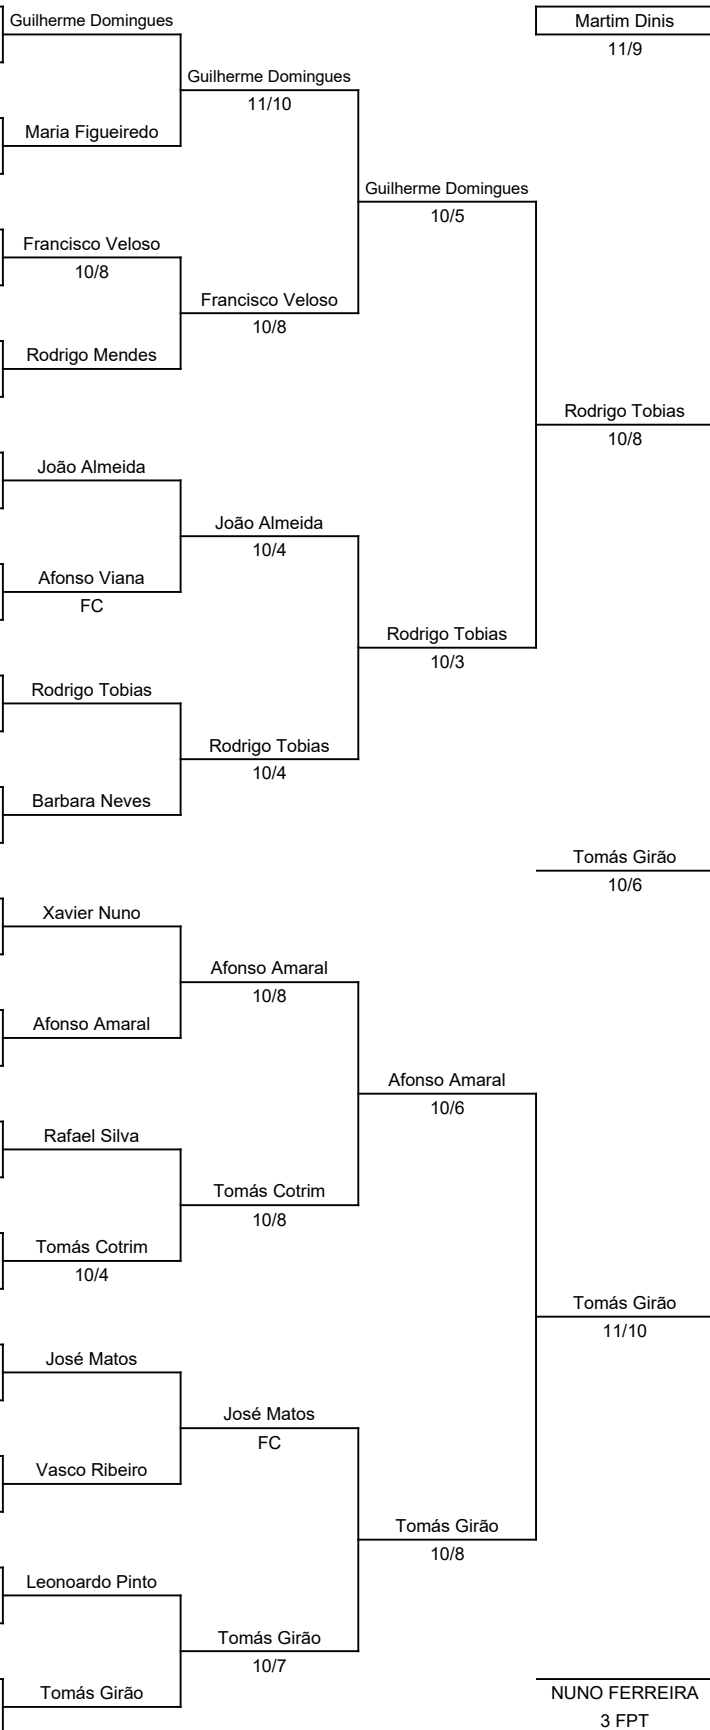 Guilherme Domingues
Martim Dinis
11/9
Guilherme Domingues
11/10
Maria Figueiredo
Guilherme Domingues
10/5
Francisco Veloso
10/8
Francisco Veloso
10/8
Rodrigo Mendes
Rodrigo Tobias
10/8
João Almeida
João Almeida
10/4
Afonso Viana
FC
Rodrigo Tobias
10/3
Rodrigo Tobias
Rodrigo Tobias
10/4
Barbara Neves
Tomás Girão
10/6
Xavier Nuno
Afonso Amaral
10/8
Afonso Amaral
Afonso Amaral
10/6
Rafael Silva
Tomás Cotrim
10/8
Tomás Cotrim
10/4
Tomás Girão
11/10
José Matos
José Matos
FC
Vasco Ribeiro
Tomás Girão
10/8
Leonoardo Pinto
Tomás Girão
10/7
Tomás Girão
NUNO FERREIRA
3 FPT